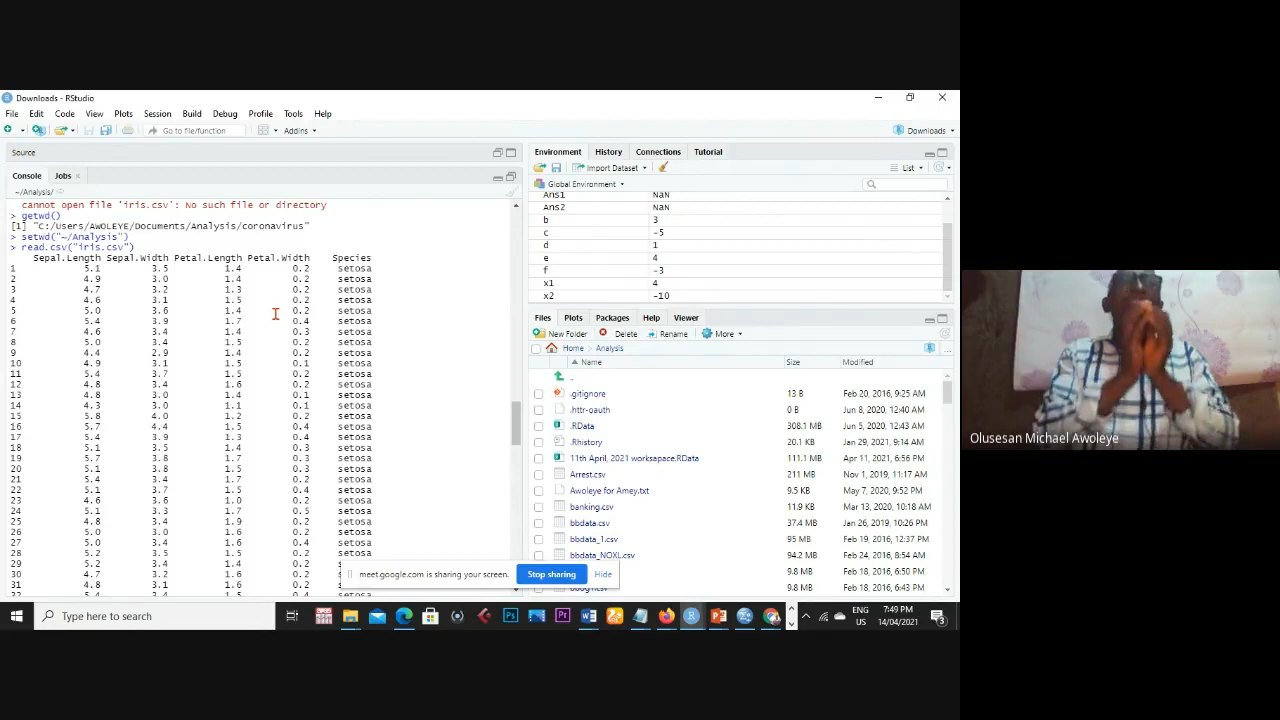 Downloads - RStudio
File Edit Code View Plots Session Build Debug Profile Tools Help
Go to file/function Addins Downloads
Source
Console Jobs
~/Analysis/
cannot open file 'iris.csv': No such file or directory
> getwd()
[1] "C:/Users/AWOLEYE/Documents/Analysis/coronavirus"
> setwd("~/Analysis")
> read.csv("iris.csv")
Sepal.Length Sepal.Width Petal.Length Petal.Width Species
1 5.1 3.5 1.4 0.2 setosa
2 4.9 3.0 1.4 0.2 setosa
3 4.7 3.2 1.3 0.2 setosa
4 4.6 3.1 1.5 0.2 setosa
5 5.0 3.6 1.4 0.2 setosa
6 5.4 3.9 1.7 0.4 setosa
7 4.6 3.4 1.4 0.3 setosa
8 5.0 3.4 1.5 0.2 setosa
9 4.4 2.9 1.4 0.2 setosa
10 4.9 3.1 1.5 0.1 setosa
11 5.4 3.7 1.5 0.2 setosa
12 4.8 3.4 1.6 0.2 setosa
13 4.8 3.0 1.4 0.1 setosa
14 4.3 3.0 1.1 0.1 setosa
15 5.8 4.0 1.2 0.2 setosa
16 5.7 4.4 1.5 0.4 setosa
17 5.4 3.9 1.3 0.4 setosa
18 5.1 3.5 1.4 0.3 setosa
19 5.7 3.8 1.7 0.3 setosa
20 5.1 3.8 1.5 0.3 setosa
21 5.4 3.4 1.7 0.2 setosa
22 5.1 3.7 1.5 0.4 setosa
23 4.6 3.6 1.0 0.2 setosa
24 5.1 3.3 1.7 0.5 setosa
25 4.8 3.4 1.9 0.2 setosa
26 5.0 3.0 1.6 0.2 setosa
27 5.0 3.4 1.6 0.4 setosa
28 5.2 3.5 1.5 0.2 setosa
29 5.2 3.4 1.4 0.2
30 4.7 3.2 1.6 0.2
31 4.8 3.1 1.6 0.2
32 5.4 3.4 1.5 0.4 setosa
Environment History Connections Tutorial
Import Dataset List
Global Environment
Ans1 NaN
Ans2 NaN
b 3
c -5
d 1
e 4
f -3
x1 4
x2 -10
Files Plots Packages Help Viewer
New Folder Delete Rename More
Home Analysis
Name Size Modified
..
.gitignore 13 B Feb 20, 2016, 9:25 AM
.httr-oauth 0 B Jun 8, 2020, 12:40 AM
.RData 308.1 MB Jun 5, 2020, 12:43 AM
.Rhistory 20.1 KB Jan 29, 2021, 9:14 AM
11th April, 2021 worksapace.RData 111.1 MB Apr 11, 2021, 6:56 PM
Arrest.csv 211 MB Nov 1, 2019, 11:17 AM
Awoleye for Amey.txt 9.5 KB May 7, 2020, 9:52 PM
banking.csv 11.9 KB Mar 13, 2020, 10:18 AM
bbdata.csv 37.4 MB Jan 26, 2019, 10:26 PM
bbdata_1.csv 95 MB Feb 19, 2016, 12:37 PM
bbdata_NOXL.csv 94.2 MB Feb 24, 2016, 8:54 AM
9.8 MB Feb 18, 2016, 6:50 PM
9.8 MB Feb 18, 2016, 6:43 PM
meet.google.com is sharing your screen. Stop sharing Hide
Olusesan Michael Awoleye
Type here to search
ENG
US
7:49 PM
14/04/2021
3